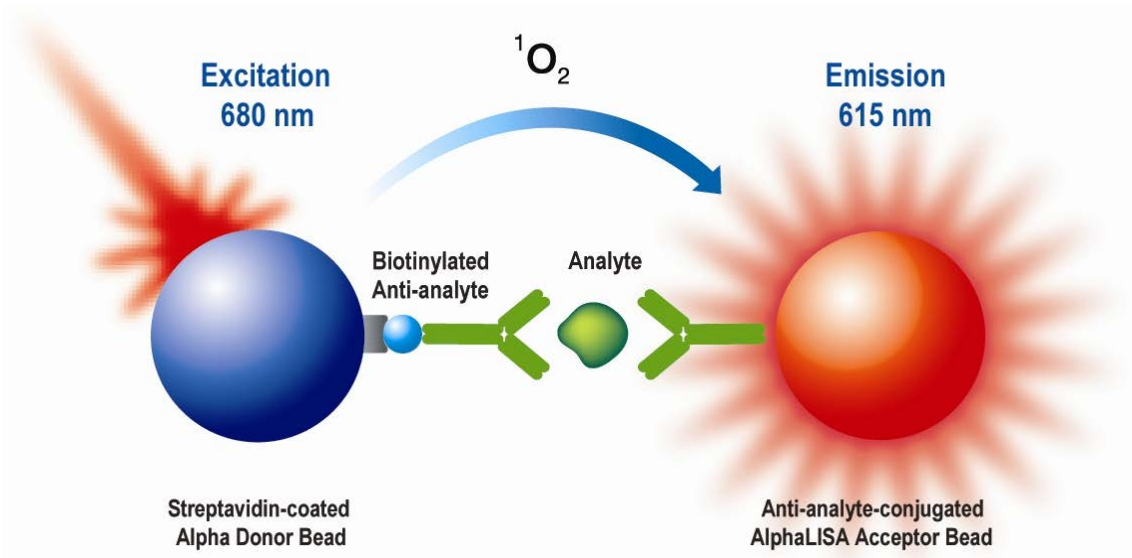 Excitation
680 nm
¹O₂
Emission
615 nm
Biotinylated
Anti-analyte
Analyte
Streptavidin-coated
Alpha Donor Bead
Anti-analyte-conjugated
AlphaLISA Acceptor Bead